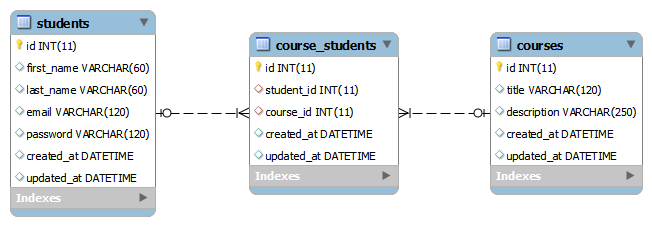 students
id INT(11)
first_name VARCHAR(60)
last_name VARCHAR(60)
email VARCHAR(120)
password VARCHAR(120)
created_at DATETIME
updated_at DATETIME
Indexes
course_students
id INT(11)
student_id INT(11)
course_id INT(11)
created_at DATETIME
updated_at DATETIME
Indexes
courses
id INT(11)
title VARCHAR(120)
description VARCHAR(250)
created_at DATETIME
updated_at DATETIME
Indexes